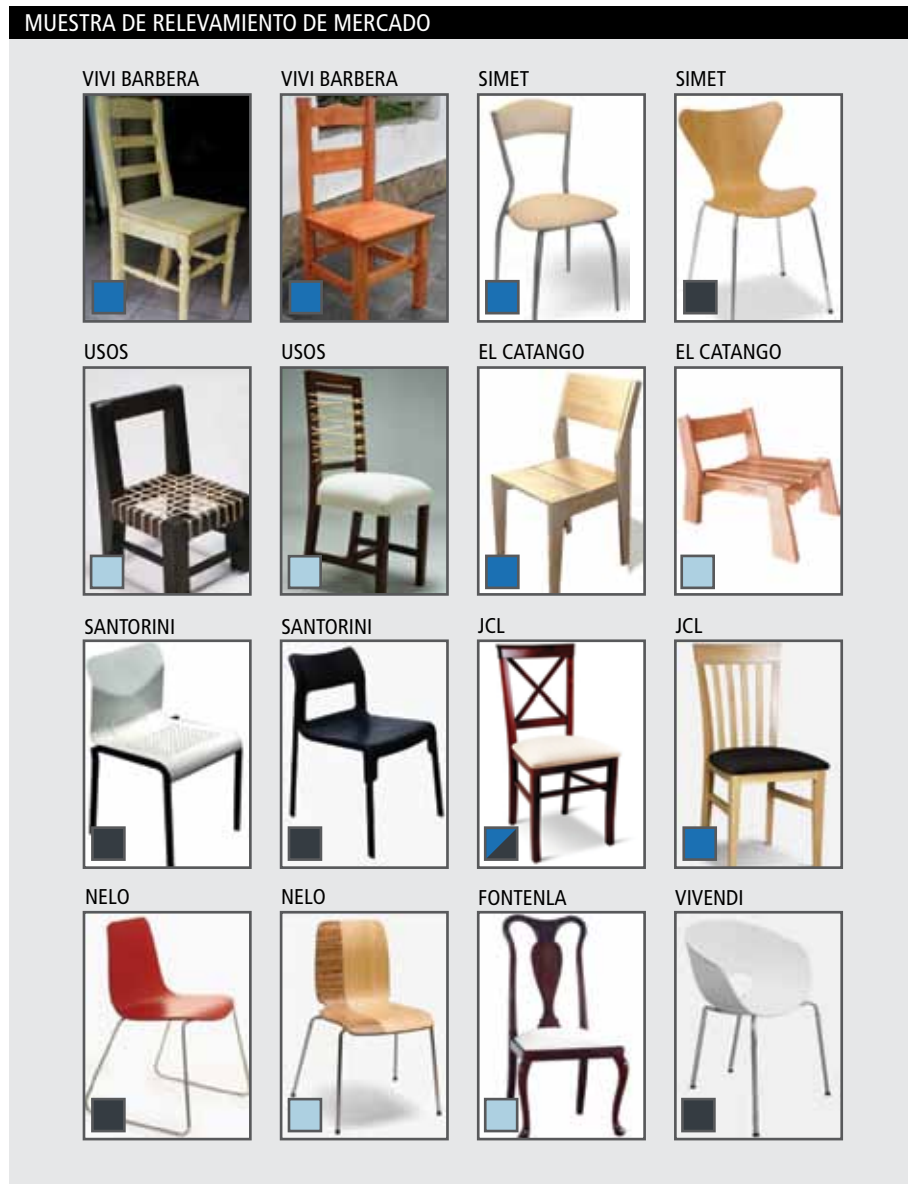 MUESTRA DE RELEVAMIENTO DE MERCADO
VIVI BARBERA
VIVI BARBERA
SIMET
SIMET
USOS
USOS
EL CATANGO
EL CATANGO
SANTORINI
SANTORINI
JCL
JCL
NELO
NELO
FONTENLA
VIVENDI